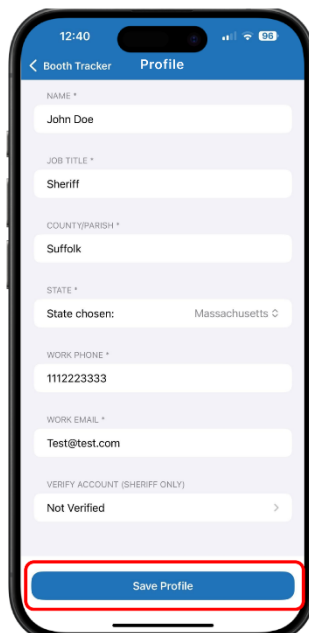 12:40
96
Booth Tracker Profile
NAME *
John Doe
JOB TITLE *
Sheriff
COUNTY/PARISH *
Suffolk
STATE *
State chosen: Massachusetts
WORK PHONE *
1112223333
WORK EMAIL *
Test@test.com
VERIFY ACCOUNT (SHERIFF ONLY)
Not Verified
Save Profile